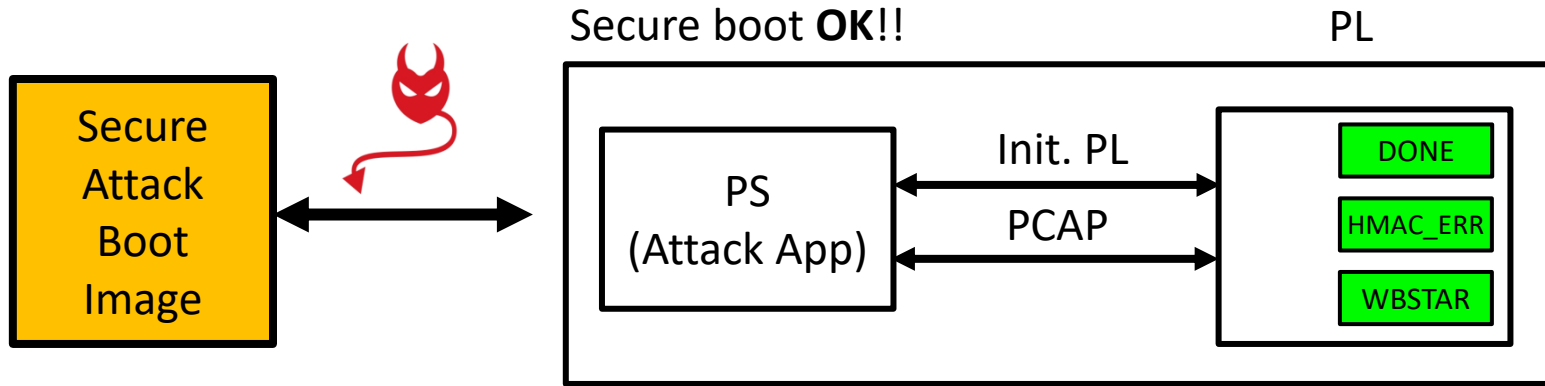 Secure boot OK!!
PL
Secure
Attack
Boot
Image
PS
(Attack App)
Init. PL
PCAP
DONE
HMAC_ERR
WBSTAR